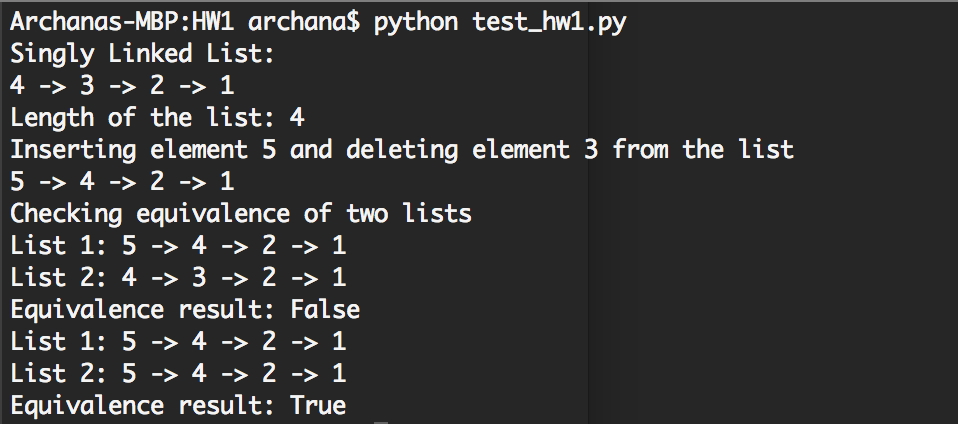 Archanas-MBP:HW1 archana$ python test_hw1.py
Singly Linked List:
4 -> 3 -> 2 -> 1
Length of the list: 4
Inserting element 5 and deleting element 3 from the list
5 -> 4 -> 2 -> 1
Checking equivalence of two lists
List 1: 5 -> 4 -> 2 -> 1
List 2: 4 -> 3 -> 2 -> 1
Equivalence result: False
List 1: 5 -> 4 -> 2 -> 1
List 2: 5 -> 4 -> 2 -> 1
Equivalence result: True